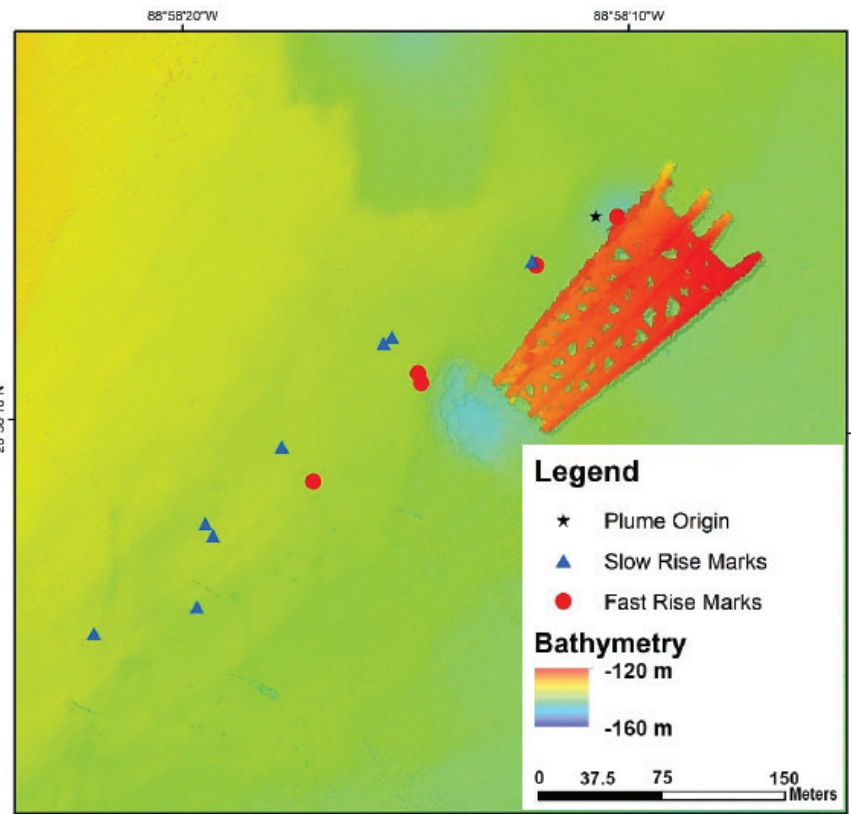 88°58'20"W 88°58'10"W
Legend
Plume Origin
Slow Rise Marks
Fast Rise Marks
Bathymetry
-120 m
-160 m
0 37.5 75 150
Meters